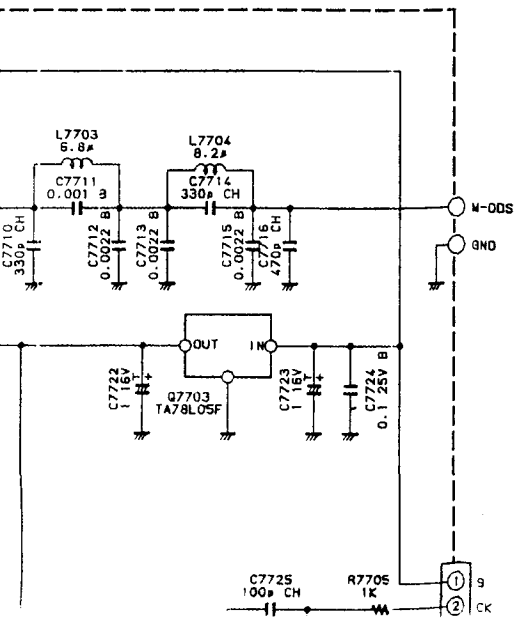 L7703
6.8μ
C7711
0.001 B
L7704
8.2μ
C7714
330p CH
C7710
330p CH
C7712
0.0022 B
C7713
0.0022 B
C7715
0.0022 B
C7716
470p CH
M-ODS
GND
OUT
IN
Q7703
TA78L05F
C7722
1 16V
T
+
C7723
1 16V
T
+
C7724
0.1 25V B
C7725
100p CH
R7705
1K
1
9
2
CK